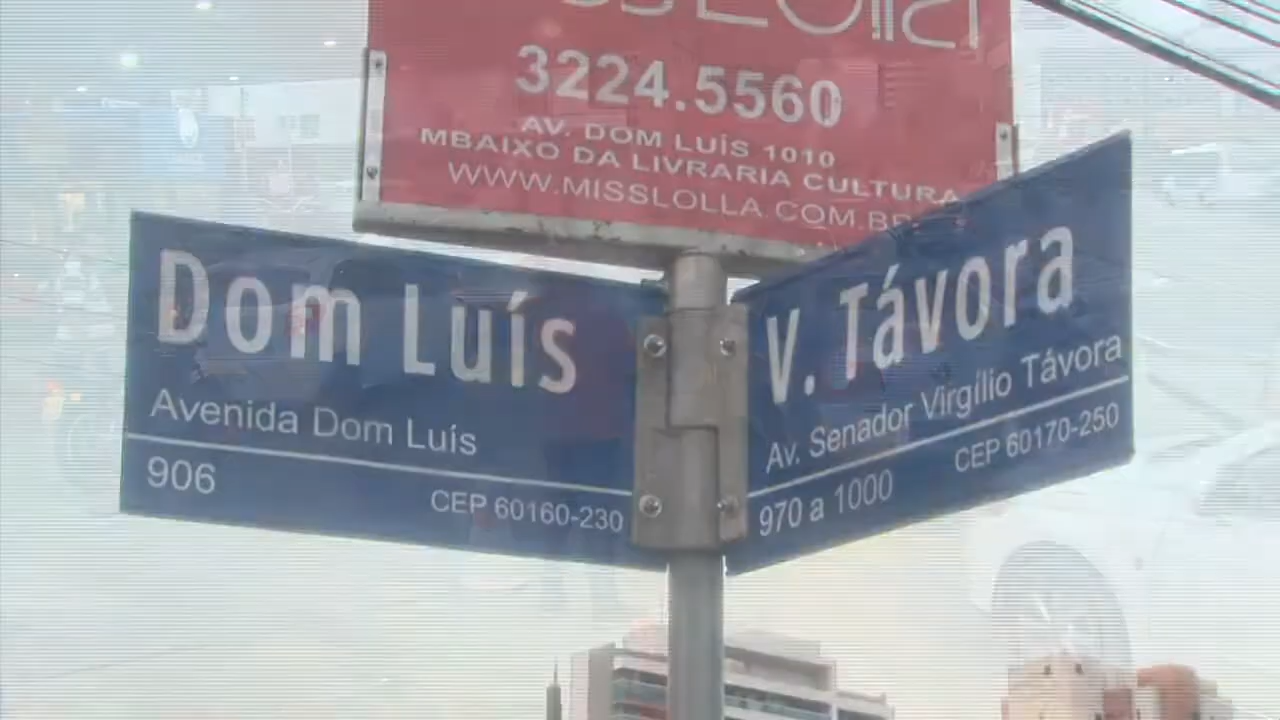 3224.5560
AV. DOM LUÍS 1010
MBAIXO DA LIVRARIA CULTURA
WWW.MISSLOLLA.COM.BR
Dom Luís
Avenida Dom Luís
906
CEP 60160-230
V. Távora
Av. Senador Virgílio Távora
970 a 1000
CEP 60170-250